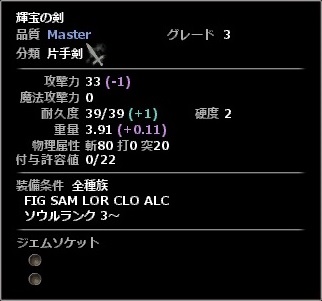 輝宝の剣
品質 Master グレード 3
分類 片手剣
攻撃力 33 (-1)
魔法攻撃力 0
耐久度 39/39 (+1) 硬度 2
重量 3.91 (+0.11)
物理属性 斬80 打0 突20
付与許容値 0/22
装備条件 全種族
FIG SAM LOR CLO ALC
ソウルランク 3～
ジェムソケット